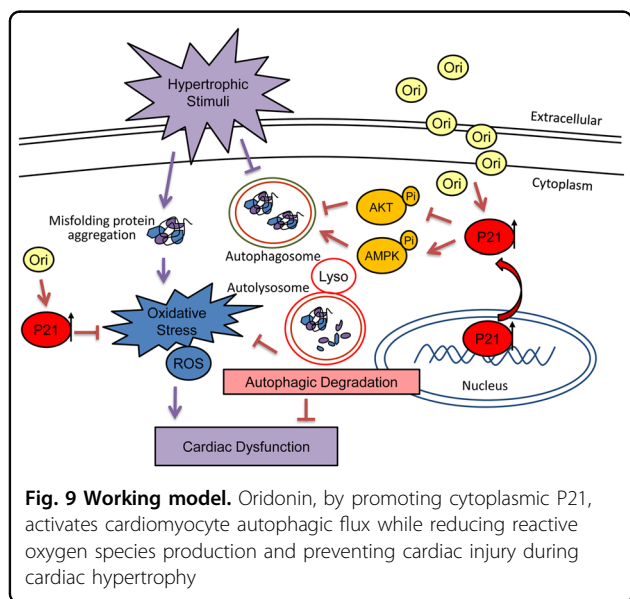 Hypertrophic
Stimuli
Ori
Ori
Ori
Ori
Ori
Ori
Extracellular
Cytoplasm
Misfolding protein
aggregation
Autophagosome
AKT
Pi
AMPK
Pi
P21
Ori
P21
Oxidative
Stress
ROS
Autolysosome
Lyso
P21
Nucleus
Autophagic Degradation
Cardiac Dysfunction
Fig. 9 Working model. Oridonin, by promoting cytoplasmic P21,
activates cardiomyocyte autophagic flux while reducing reactive
oxygen species production and preventing cardiac injury during
cardiac hypertrophy